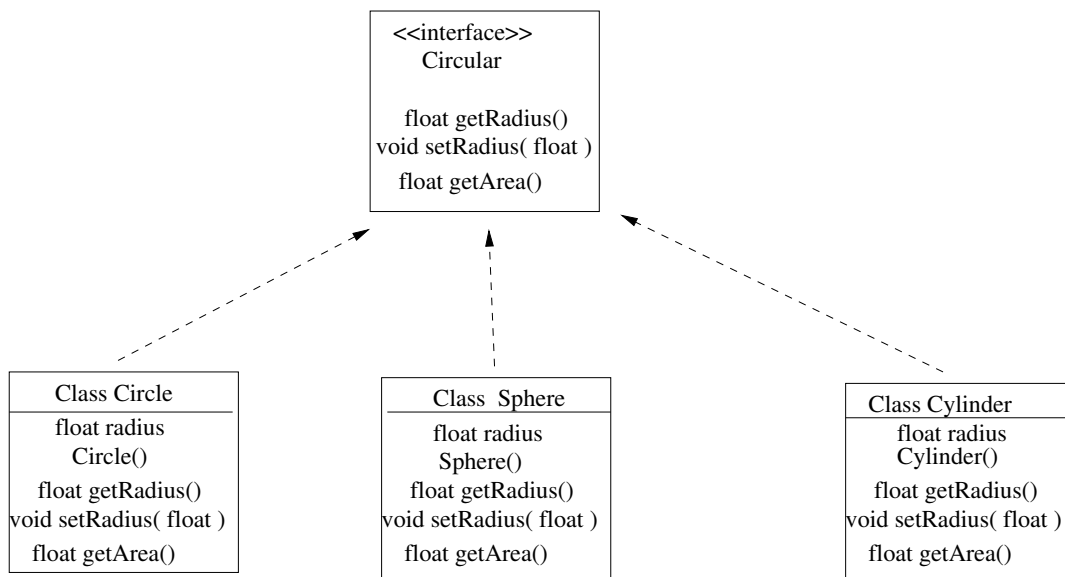 <<interface>>
Circular
float getRadius()
void setRadius( float )
float getArea()
Class Circle
float radius
Circle()
float getRadius()
void setRadius( float )
float getArea()
Class  Sphere
float radius
Sphere()
float getRadius()
void setRadius( float )
float getArea()
Class Cylinder
float radius
Cylinder()
float getRadius()
void setRadius( float )
float getArea()